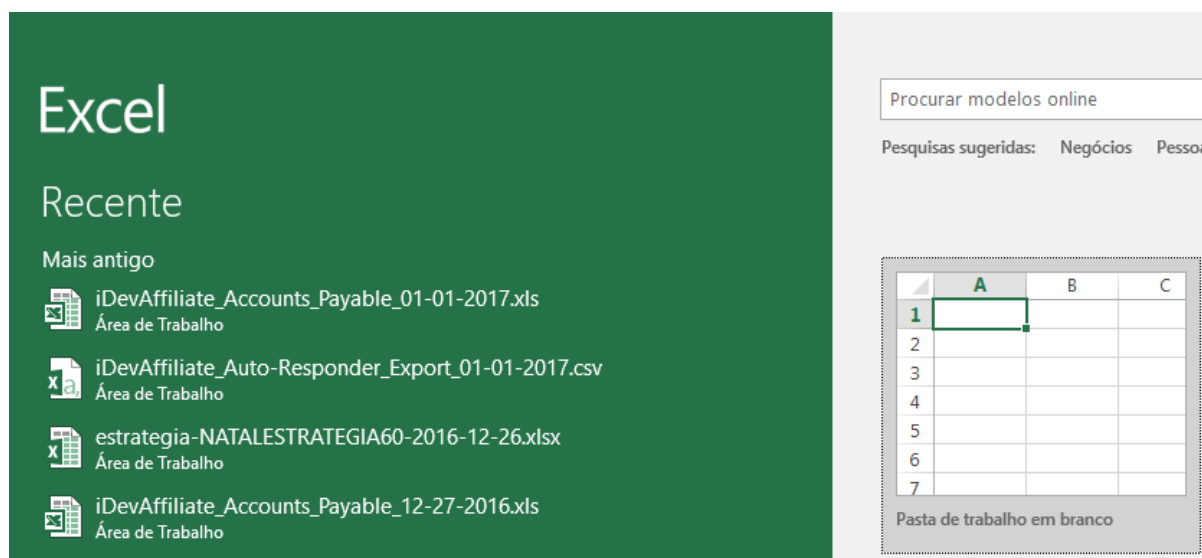 Excel
Recente
Mais antigo
iDevAffiliate_Accounts_Payable_01-01-2017.xls
Área de Trabalho
iDevAffiliate_Auto-Responder_Export_01-01-2017.csv
Área de Trabalho
estrategia-NATALESTRATEGIA60-2016-12-26.xlsx
Área de Trabalho
iDevAffiliate_Accounts_Payable_12-27-2016.xls
Área de Trabalho
Procurar modelos online
Pesquisas sugeridas: Negócios Pessoa
A B C
1
2
3
4
5
6
7
Pasta de trabalho em branco